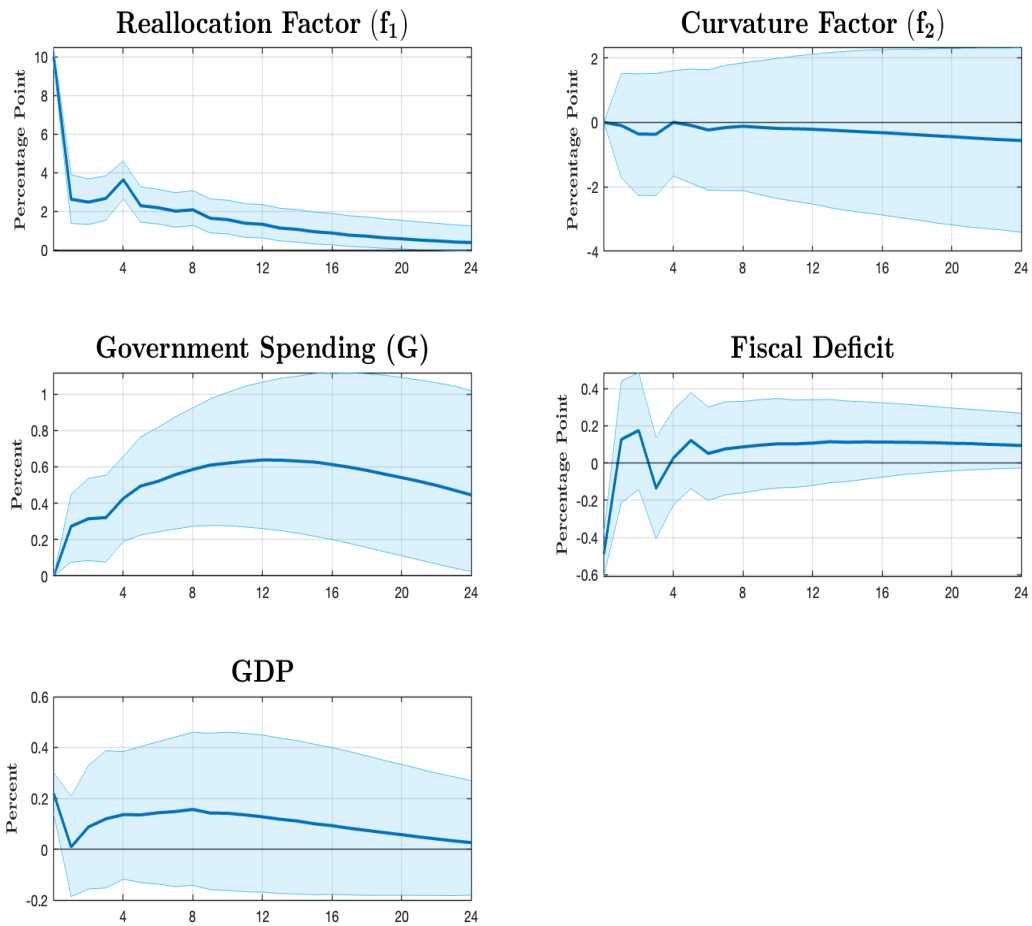 Reallocation Factor (f₁)
Percentage Point
10
8
6
4
2
0
4 8 12 16 20 24
Curvature Factor (f₂)
Percentage Point
2
0
-2
-4
4 8 12 16 20 24
Government Spending (G)
Percent
1
0.8
0.6
0.4
0.2
0
4 8 12 16 20 24
Fiscal Deficit
Percentage Point
0.4
0.2
0
-0.2
-0.4
-0.6
4 8 12 16 20 24
GDP
Percent
0.6
0.4
0.2
0
-0.2
4 8 12 16 20 24